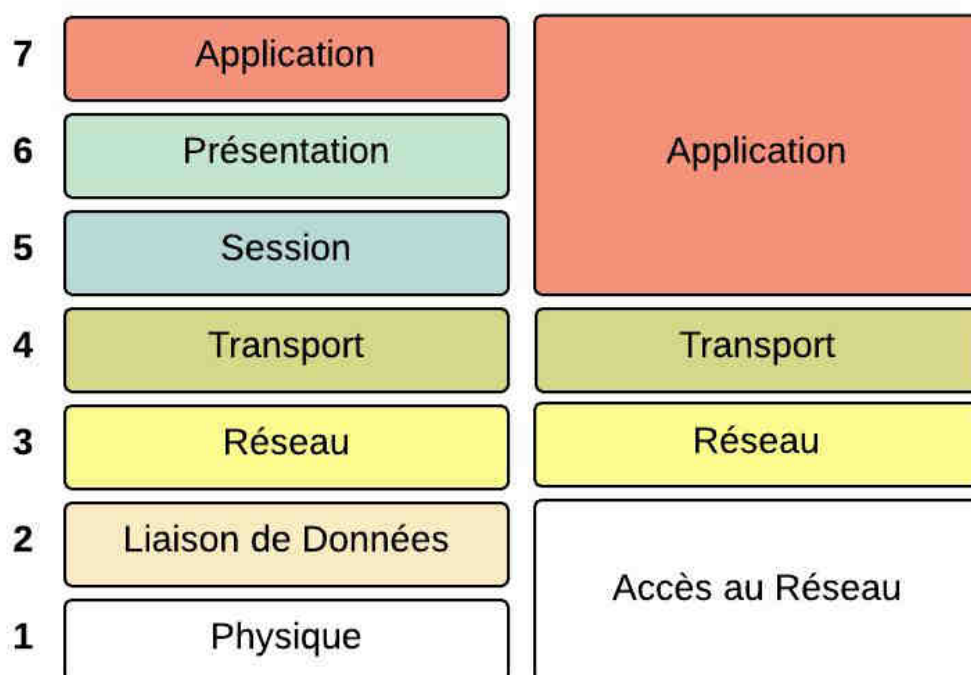 7 Application
6 Présentation
5 Session
4 Transport
3 Réseau
2 Liaison de Données
1 Physique
Application
Transport
Réseau
Accès au Réseau